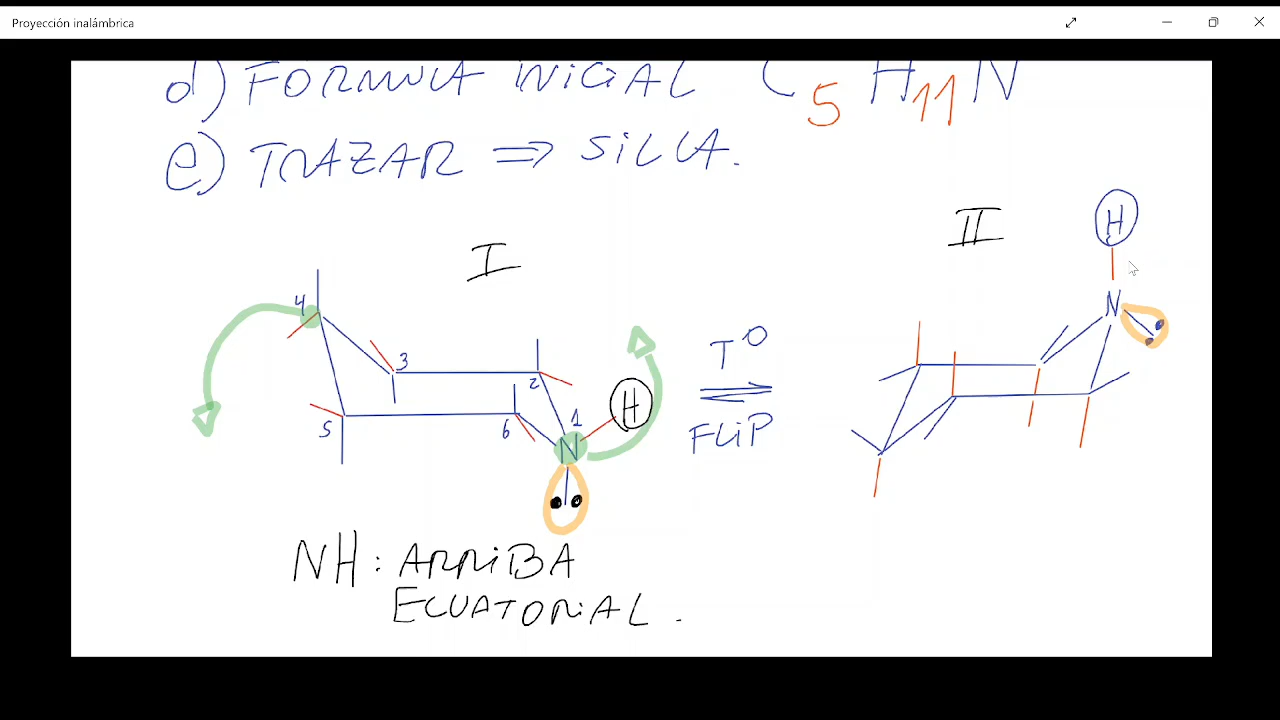 Proyección inalámbrica
d) FORMULA INICIAL C5H11N
e) TRAZAR ⇒ SILLA.
I
II
H
4
N
3
T°
2
1
H
5
6
N
FLIP
NH: ARRIBA
ECUATORIAL.